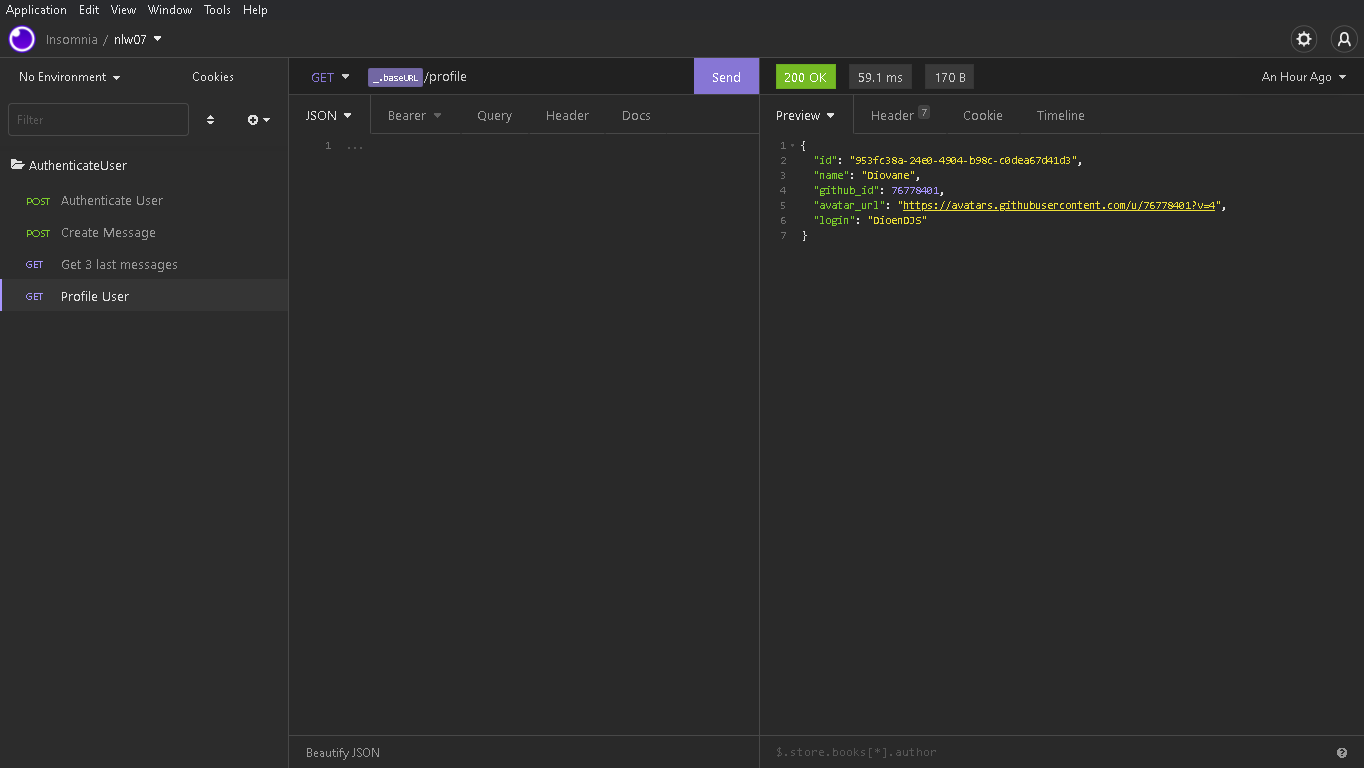 Application Edit View Window Tools Help
Insomnia / nlw07
No Environment Cookies
Filter
AuthenticateUser
POST Authenticate User
POST Create Message
GET Get 3 last messages
GET Profile User
GET _.baseURL/profile Send
JSON Bearer Query Header Docs
1 ...
Beautify JSON
200 OK 59.1 ms 170 B An Hour Ago
Preview Header 7 Cookie Timeline
1 {
2 "id": "953fc38a-24e0-4904-b98c-c0dea67d41d3",
3 "name": "Diovane",
4 "github_id": 76778401,
5 "avatar_url": "https://avatars.githubusercontent.com/u/76778401?v=4",
6 "login": "DioenDJS"
7 }
$.store.books[*].author